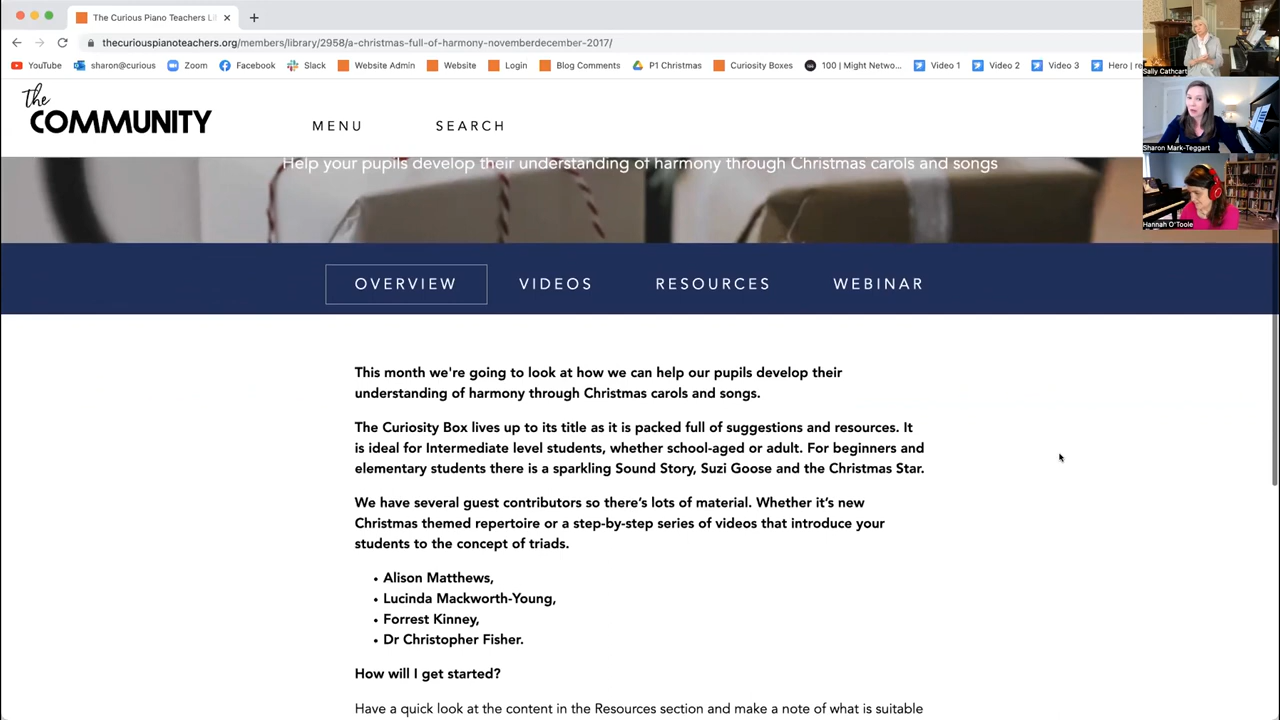 The Curious Piano Teachers Li
thecuriouspianoteachers.org/members/library/2958/a-christmas-full-of-harmony-novemberdecember-2017/
YouTube sharon@curious Zoom Facebook Slack Website Admin Website Login Blog Comments P1 Christmas Curiosity Boxes 100 | Might Netwo... Video 1 Video 2 Video 3 Hero | re
Sally Cathcart
Sharon Mark-Teggart
Hannah O'Toole
the
COMMUNITY
MENU SEARCH
Help your pupils develop their understanding of harmony through Christmas carols and songs
OVERVIEW VIDEOS RESOURCES WEBINAR
This month we're going to look at how we can help our pupils develop their
understanding of harmony through Christmas carols and songs.
The Curiosity Box lives up to its title as it is packed full of suggestions and resources. It
is ideal for Intermediate level students, whether school-aged or adult. For beginners and
elementary students there is a sparkling Sound Story, Suzi Goose and the Christmas Star.
We have several guest contributors so there's lots of material. Whether it's new
Christmas themed repertoire or a step-by-step series of videos that introduce your
students to the concept of triads.
• Alison Matthews,
• Lucinda Mackworth-Young,
• Forrest Kinney,
• Dr Christopher Fisher.
How will I get started?
Have a quick look at the content in the Resources section and make a note of what is suitable